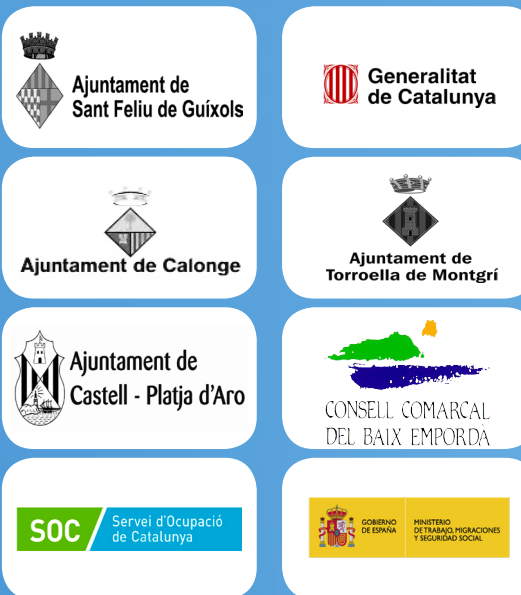 Ajuntament de
Sant Feliu de Guíxols
Generalitat
de Catalunya
Ajuntament de Calonge
Ajuntament de
Torroella de Montgrí
Ajuntament de
Castell - Platja d'Aro
CONSELL COMARCAL
DEL BAIX EMPORDÀ
SOC
Servei d'Ocupació
de Catalunya
GOBIERNO
DE ESPAÑA
MINISTERIO
DE TRABAJO, MIGRACIONES
Y SEGURIDAD SOCIAL